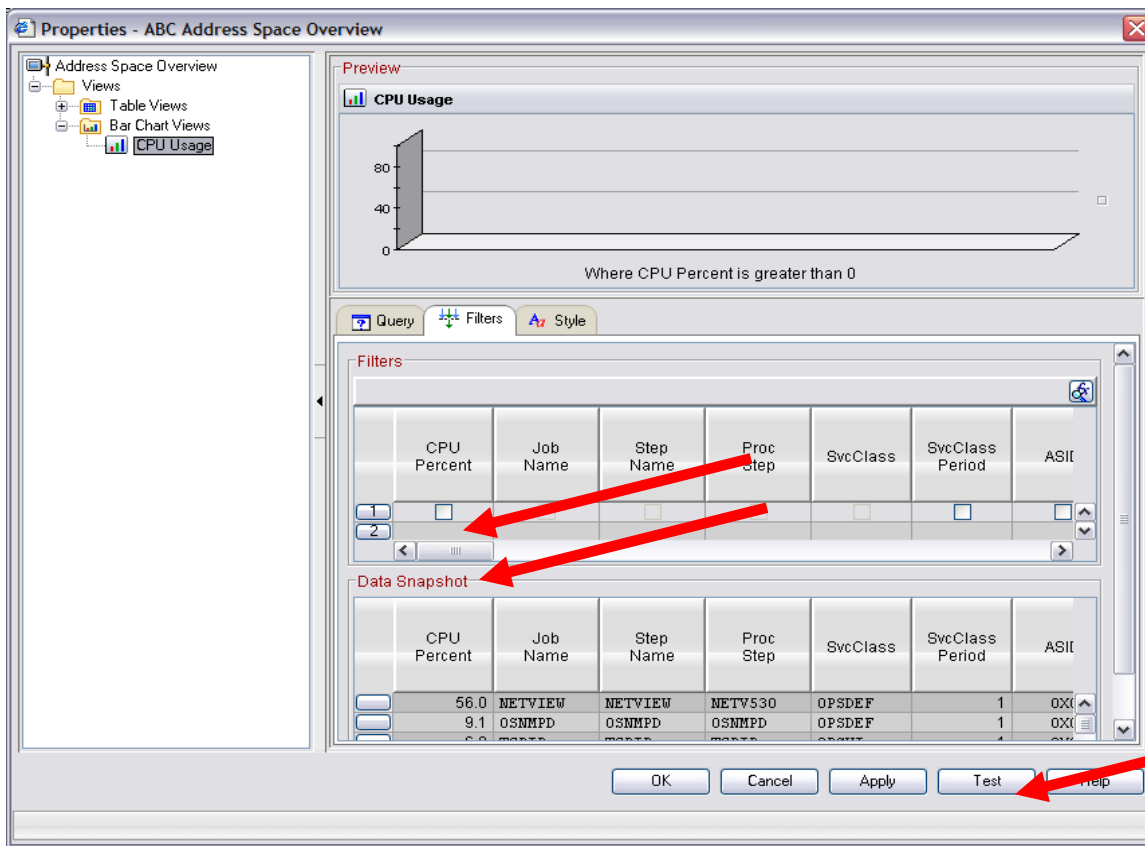 Properties - ABC Address Space Overview
Address Space Overview
Views
Table Views
Bar Chart Views
CPU Usage
Preview
CPU Usage
80
40
0
Where CPU Percent is greater than 0
Query
Filters
Style
Filters
CPU Percent Job Name Step Name Proc Step SvcClass SvcClass Period ASID
1
2
Data Snapshot
CPU Percent Job Name Step Name Proc Step SvcClass SvcClass Period ASID
56.0 NETVIEW NETVIEW NETV530 OPSDEF 1
9.1 OSNMPD OSNMPD OSNMPD OPSDEF 1
OK Cancel Apply Test Help